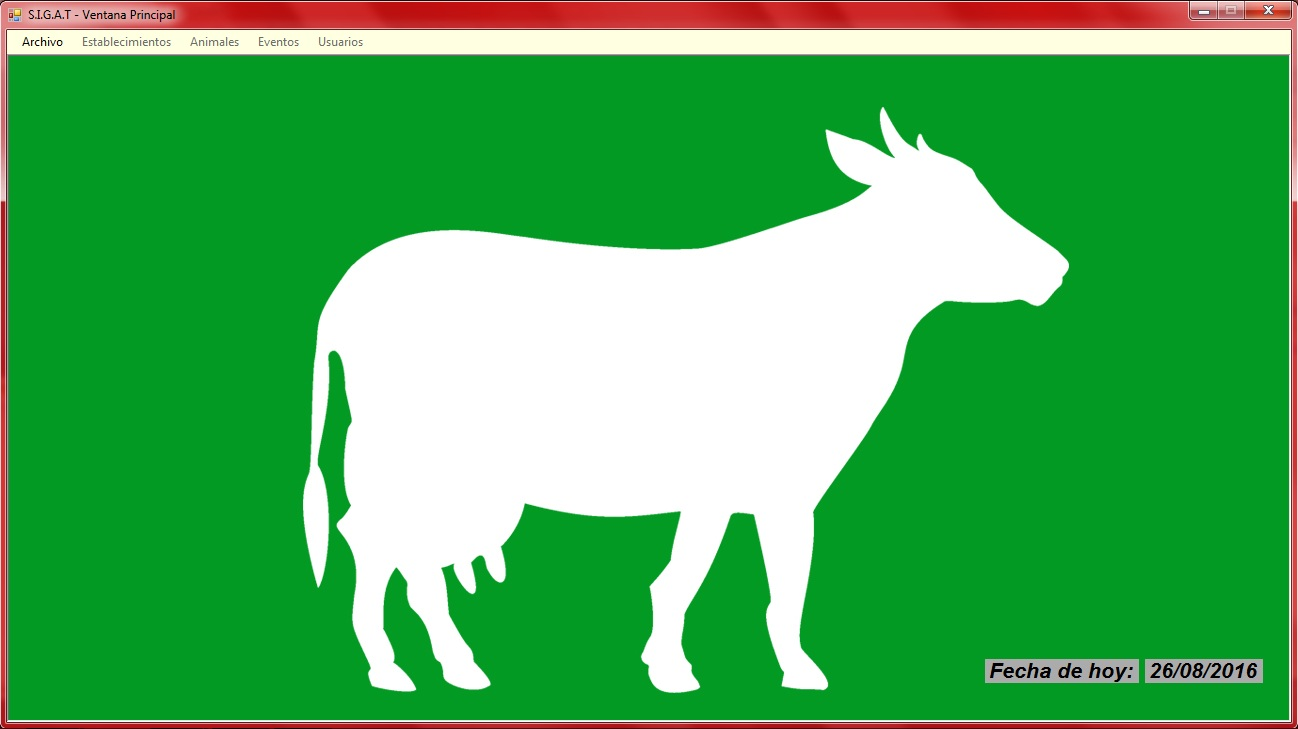 S.I.G.A.T - Ventana Principal
Archivo Establecimientos Animales Eventos Usuarios
Fecha de hoy: 26/08/2016